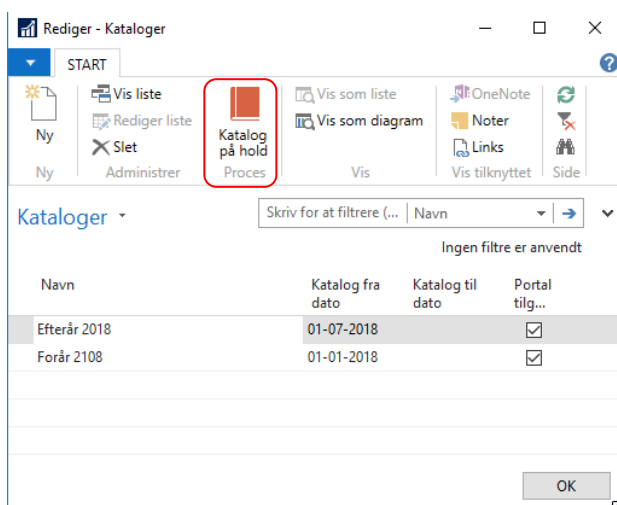 Rediger - Kataloger
START
Ny
Vis liste
Rediger liste
Slet
Katalog
på hold
Vis som liste
Vis som diagram
OneNote
Noter
Links
Ny
Administrer
Proces
Vis
Vis tilknyttet
Side
Kataloger
Skriv for at filtrere (...
Navn
Ingen filtre er anvendt
Navn
Katalog fra
dato
Katalog til
dato
Portal
tilg...
Efterår 2018
01-07-2018
Forår 2108
01-01-2018
OK